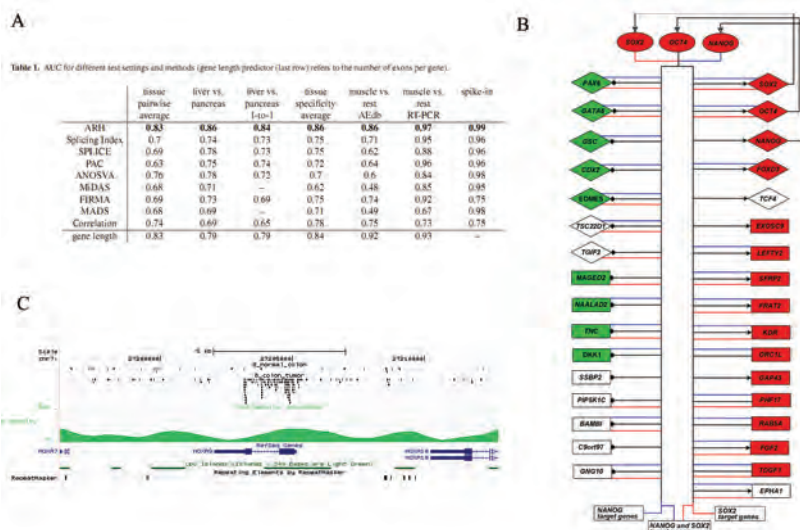 A
Table 1. AUC for different test settings and methods (gene length predictor (last row) refers to the number of exons per gene).
tissue pairwise average liver vs. pancreas liver vs. pancreas 1-to-1 tissue specificity average muscle vs. rest AEdb muscle vs. rest RT-PCR spike-in
ARH 0.83 0.86 0.84 0.86 0.86 0.97 0.99
Splicing Index 0.7 0.74 0.73 0.75 0.71 0.95 0.96
SPLICE 0.69 0.78 0.73 0.75 0.62 0.88 0.96
PAC 0.63 0.75 0.74 0.72 0.64 0.96 0.96
ANOSVA 0.76 0.78 0.72 0.7 0.6 0.84 0.98
MiDAS 0.68 0.71 – 0.62 0.48 0.85 0.95
FIRMA 0.69 0.73 0.69 0.75 0.74 0.92 0.75
MADS 0.68 0.69 – 0.71 0.49 0.67 0.98
Correlation 0.74 0.69 0.65 0.78 0.75 0.73 0.75
gene length 0.83 0.79 0.79 0.84 0.92 0.93 –
B
SOX2 OCT4 NANOG
PAX6 SOX2
GATA6 OCT4
GSC NANOG
CDX2
EOMES TCF4
TSC22D1 EXOSC9
TGIF2 LEFTY2
MAGED2 SFRP2
NAALAD2 FRAT2
TNC KDR
DKK1 ORC1L
SSBP2 GAP43
PIP5K1C PHF17
BAMBI RAB5A
C9orf97 FGF2
GNG10 TDGF1
EPHA1
NANOG target genes
NANOG and SOX2
SOX2 target genes
C
Scale
chr7:
5 kb
27205000
normal_colon
colon_tumor
RefSeq Genes
Repeating Elements by RepeatMasker
RepeatMasker